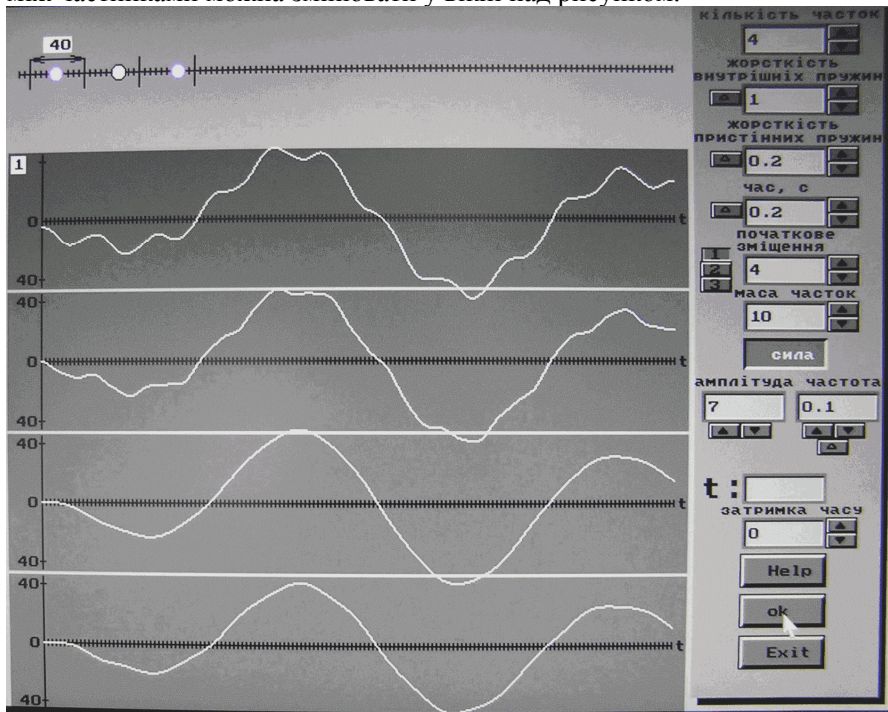 кількість часток
40
4
жорсткість
внутрішніх пружин
1
жорсткість
пристінних пружин
0.2
час, с
0.2
початкове
зміщення
1
2
3
4
маса часток
10
сила
амплітуда частота
7
0.1
t:
затримка часу
0
Help
ok
Exit
1
0
t
40
40
0
t
40
40
0
t
40
40
0
t
40